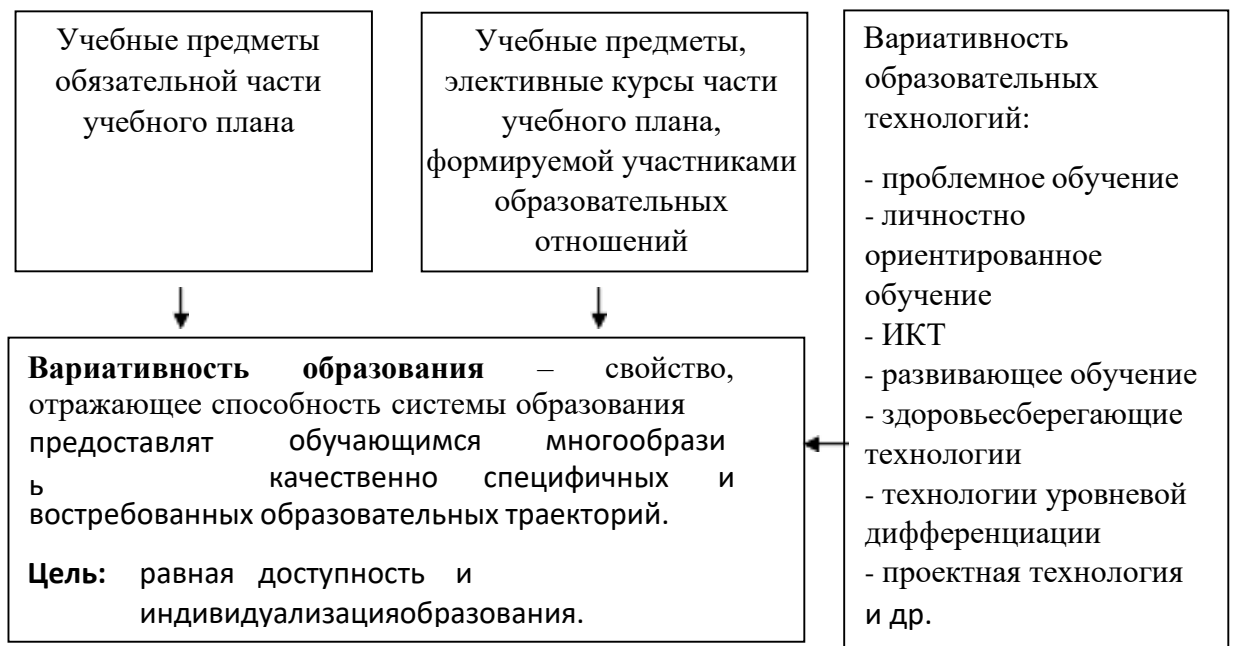 Учебные предметы
обязательной части
учебного плана
Учебные предметы,
элективные курсы части
учебного плана,
формируемой участниками
образовательных
отношений
Вариативность
образовательных
технологий:
- проблемное обучение
- личностно
ориентированное
обучение
- ИКТ
- развивающее обучение
- здоровьесберегающие
технологии
- технологии уровневой
дифференциации
- проектная технология
и др.
Вариативность образования – свойство,
отражающее способность системы образования
предоставлят обучающимся многообрази
ь качественно специфичных и
востребованных образовательных траекторий.
Цель: равная доступность и
индивидуализацияобразования.